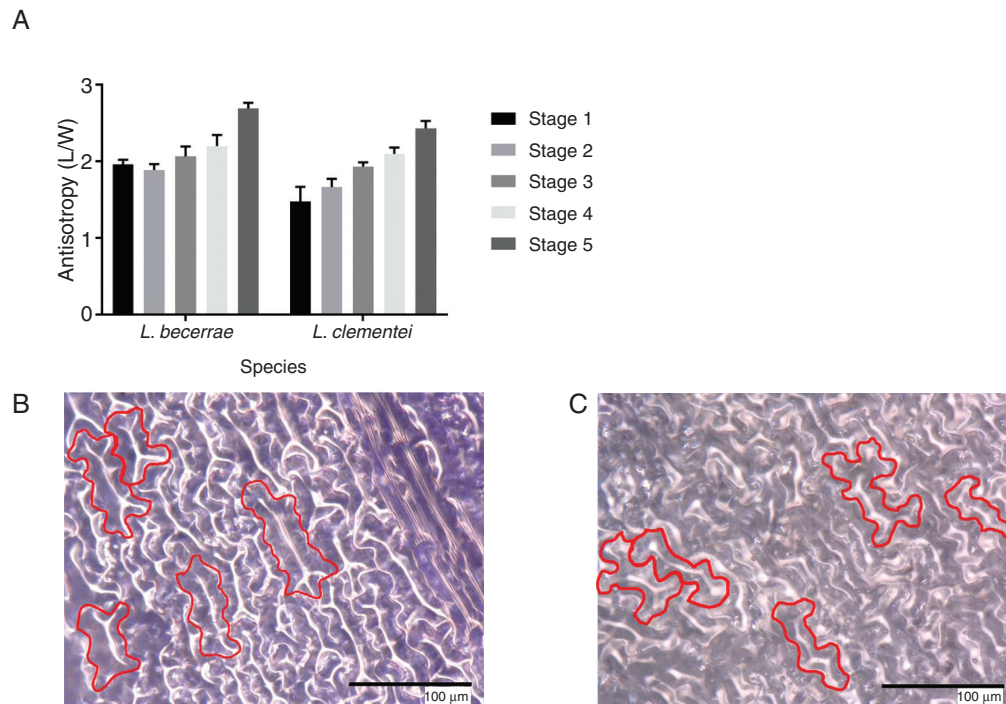 A
3
2
1
0
Antisotropy (L/W)
L. becerrae
L. clementei
Species
Stage 1
Stage 2
Stage 3
Stage 4
Stage 5
B
100 µm
C
100 µm